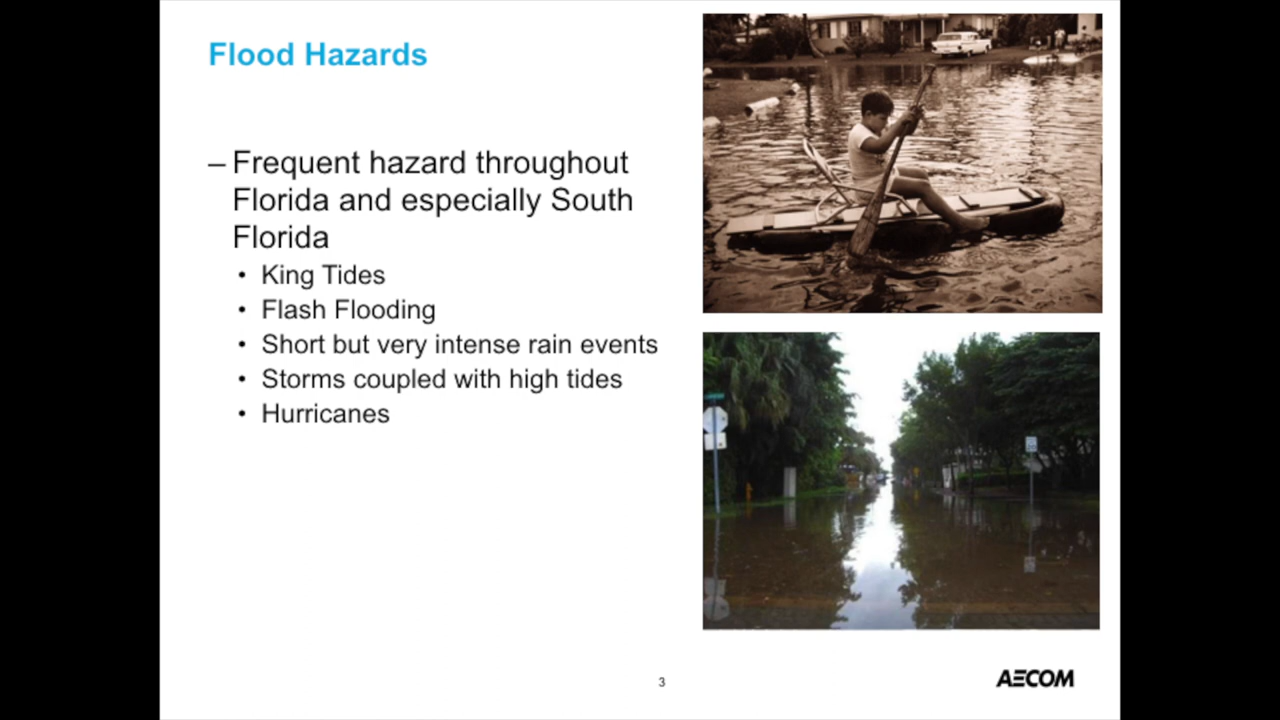 Flood Hazards
– Frequent hazard throughout
Florida and especially South
Florida
• King Tides
• Flash Flooding
• Short but very intense rain events
• Storms coupled with high tides
• Hurricanes
3
AECOM